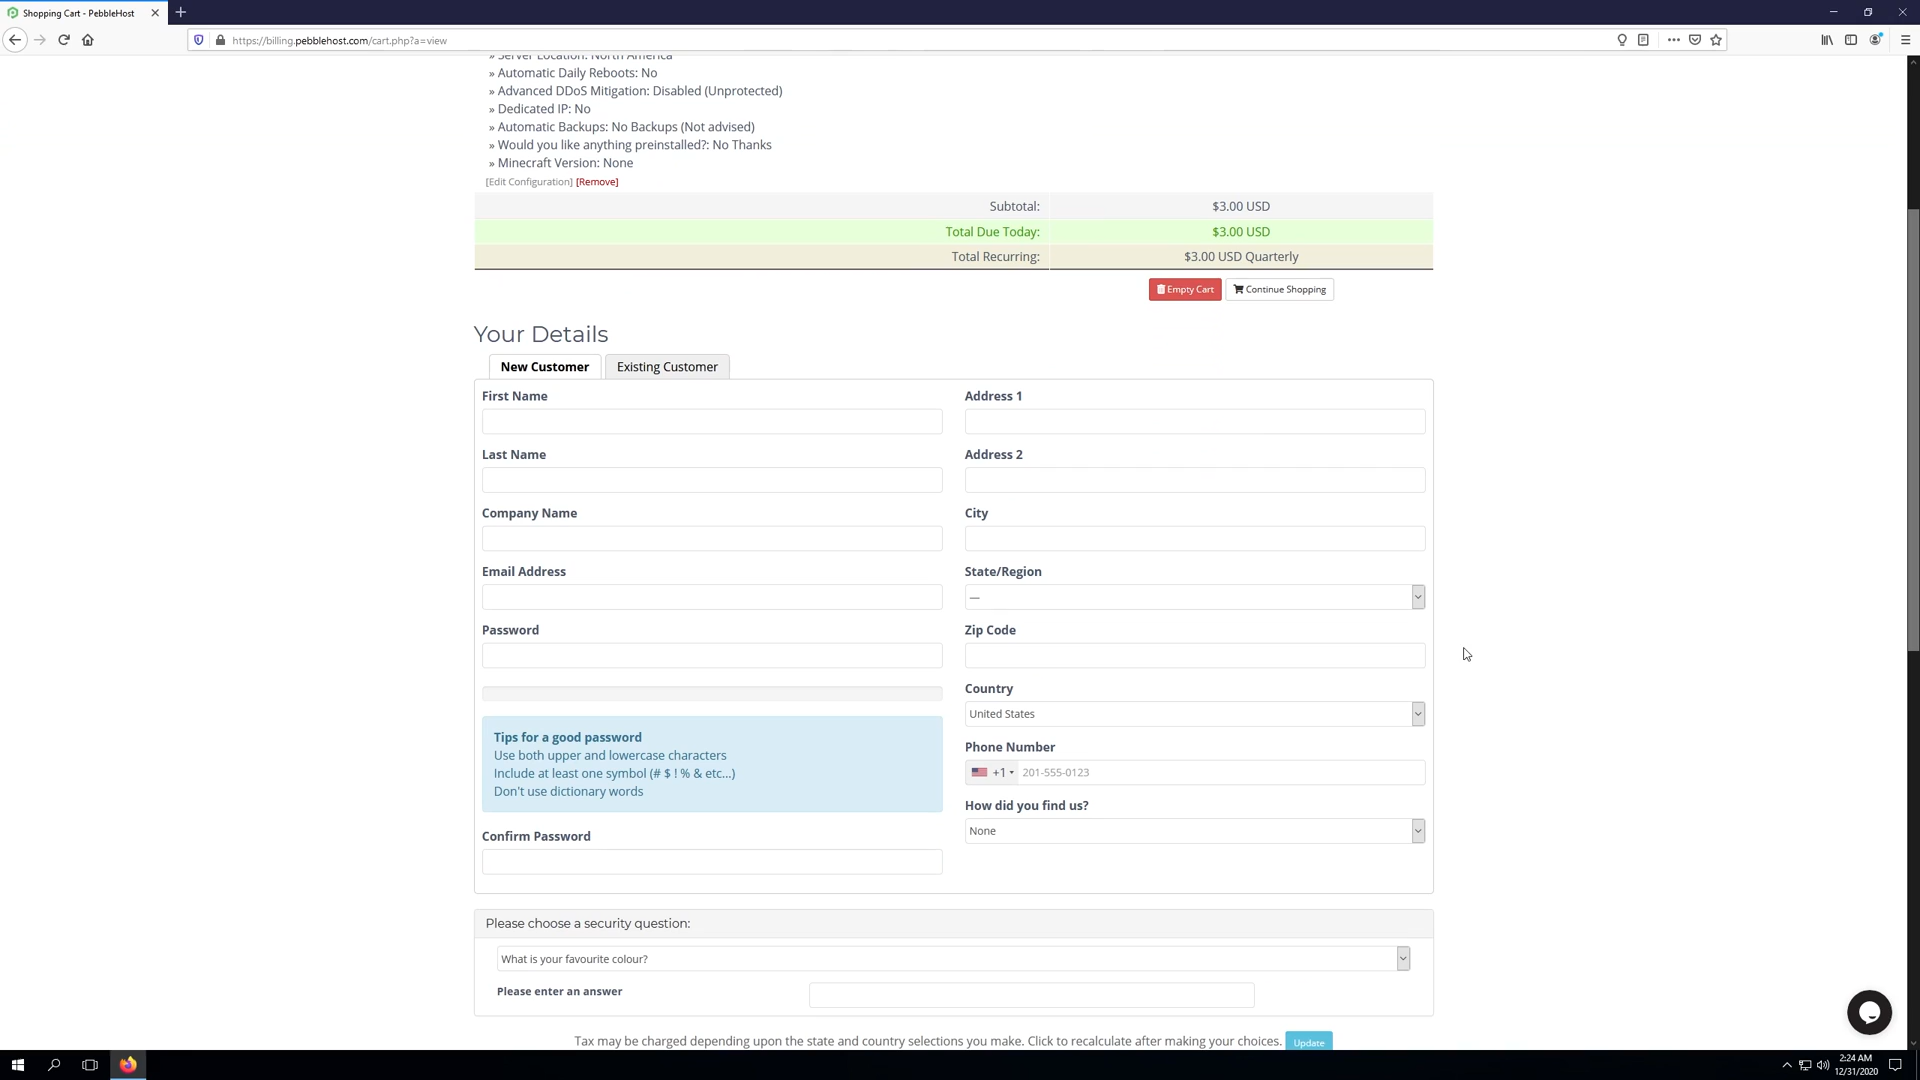 Shopping Cart - PebbleHost
https://billing.pebblehost.com/cart.php?a=view
» Server Location: North America
» Automatic Daily Reboots: No
» Advanced DDoS Mitigation: Disabled (Unprotected)
» Dedicated IP: No
» Automatic Backups: No Backups (Not advised)
» Would you like anything preinstalled?: No Thanks
» Minecraft Version: None
[Edit Configuration] [Remove]
Subtotal: $3.00 USD
Total Due Today: $3.00 USD
Total Recurring: $3.00 USD Quarterly
Empty Cart Continue Shopping
Your Details
New Customer Existing Customer
First Name
Address 1
Last Name
Address 2
Company Name
City
Email Address
State/Region
—
Password
Zip Code
Country
United States
Tips for a good password
Use both upper and lowercase characters
Include at least one symbol (# $ ! % & etc...)
Don't use dictionary words
Phone Number
+1 201-555-0123
How did you find us?
None
Confirm Password
Please choose a security question:
What is your favourite colour?
Please enter an answer
Tax may be charged depending upon the state and country selections you make. Click to recalculate after making your choices. Update
2:24 AM
12/31/2020